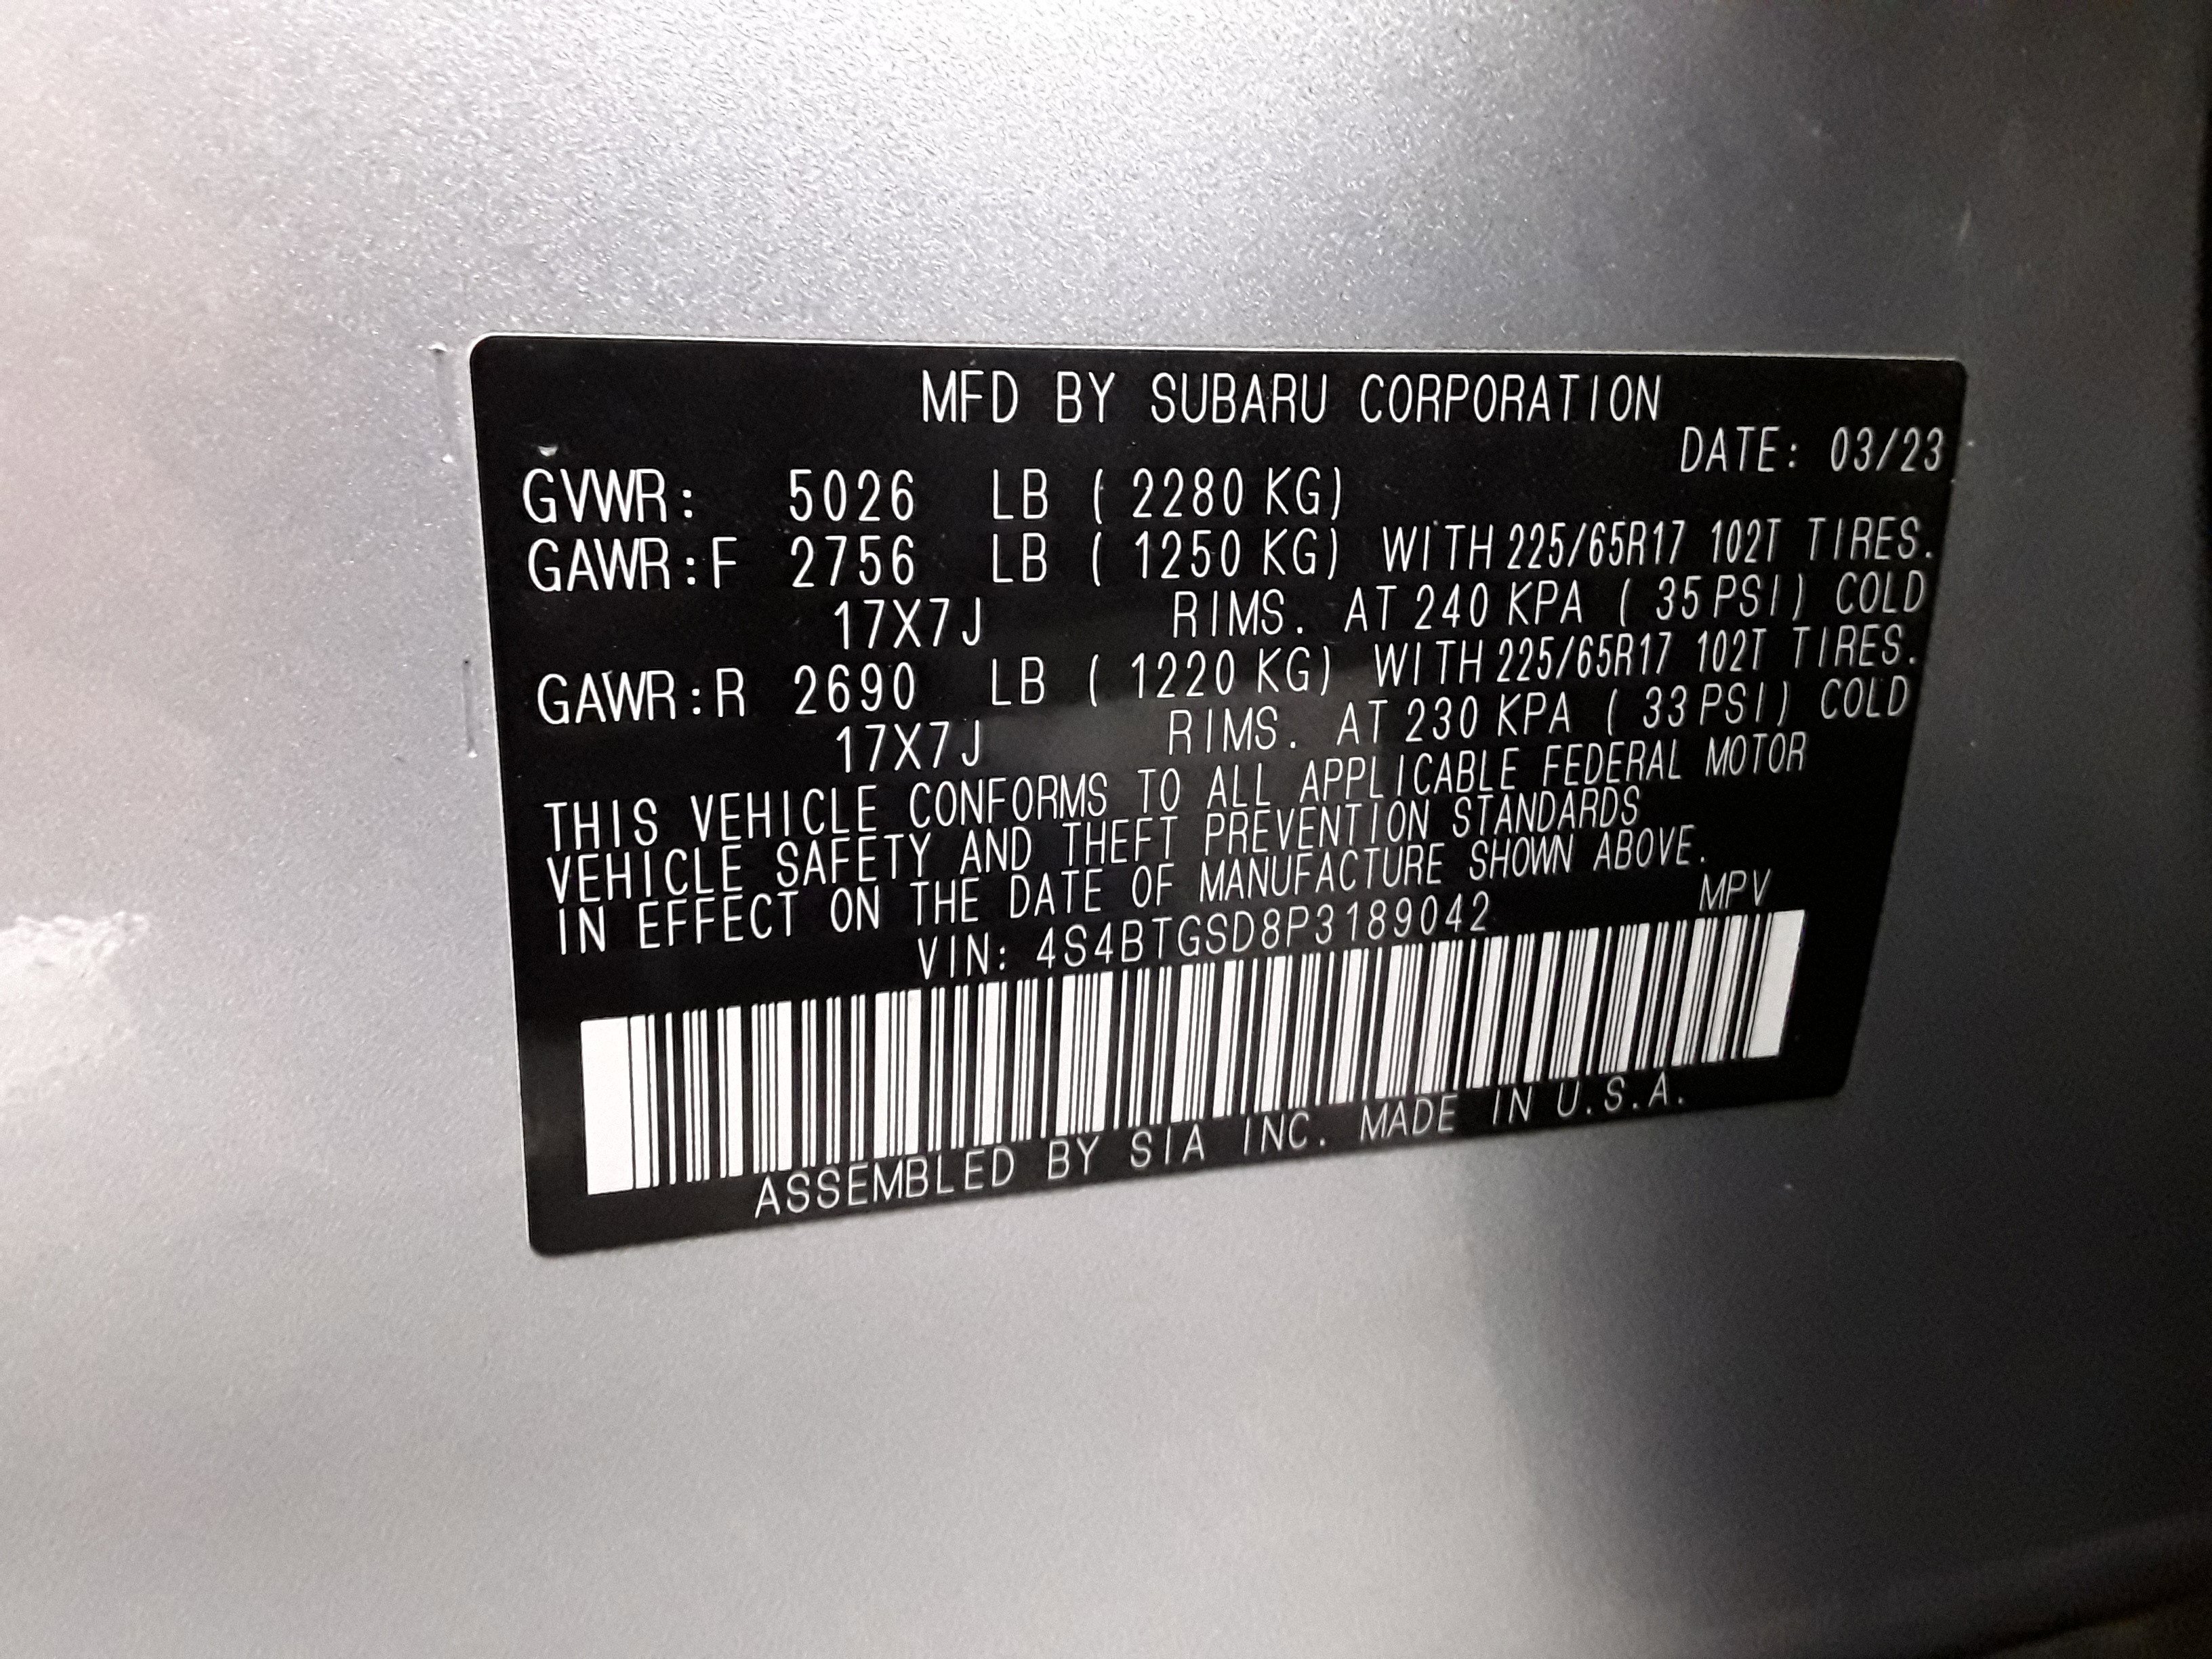 MFD BY SUBARU CORPORATION
DATE: 03/23
GVWR: 5026 LB ( 2280 KG)
GAWR:F 2756 LB ( 1250 KG) WITH 225/65R17 102T TIRES.
17X7J RIMS. AT 240 KPA ( 35 PSI) COLD
GAWR:R 2690 LB ( 1220 KG) WITH 225/65R17 102T TIRES.
17X7J RIMS. AT 230 KPA ( 33 PSI) COLD
THIS VEHICLE CONFORMS TO ALL APPLICABLE FEDERAL MOTOR
VEHICLE SAFETY AND THEFT PREVENTION STANDARDS
IN EFFECT ON THE DATE OF MANUFACTURE SHOWN ABOVE.
VIN: 4S4BTGSD8P3189042 MPV
ASSEMBLED BY SIA INC. MADE IN U.S.A.